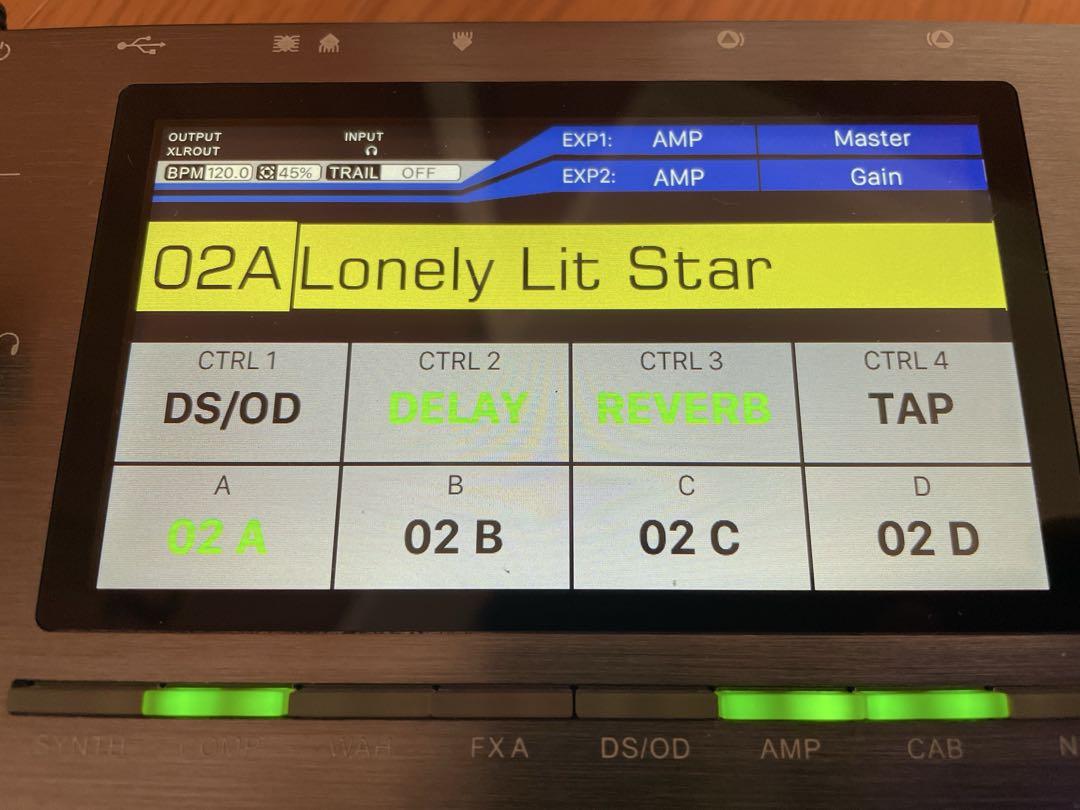 OUTPUT
XLROUT
INPUT
BPM 120.0 45% TRAIL OFF
EXP1: AMP Master
EXP2: AMP Gain
02A Lonely Lit Star
CTRL 1 CTRL 2 CTRL 3 CTRL 4
DS/OD DELAY REVERB TAP
A B C D
02 A 02 B 02 C 02 D
SYNTH COMP WAH FX A DS/OD AMP CAB